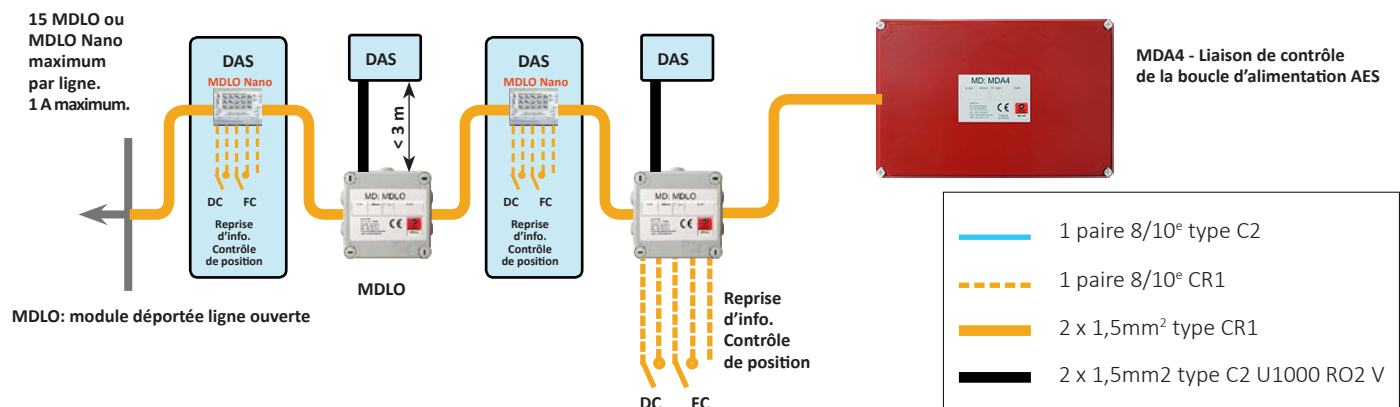 15 MDLO ou
MDLO Nano
maximum
par ligne.
1 A maximum.
DAS
MDLO Nano
DC FC
Reprise
d'info.
Contrôle
de position
DAS
MD: MDLO
CE
MDLO
DAS
MDLO Nano
DC FC
Reprise
d'info.
Contrôle
de position
< 3 m
DAS
MD: MDLO
CE
Reprise
d'info.
Contrôle
de position
DC FC
MD: MDA4
CE
MDA4 - Liaison de contrôle
de la boucle d'alimentation AES
MDLO: module déportée ligne ouverte
1 paire 8/10e type C2
1 paire 8/10e CR1
2 x 1,5mm2 type CR1
2 x 1,5mm2 type C2 U1000 RO2 V